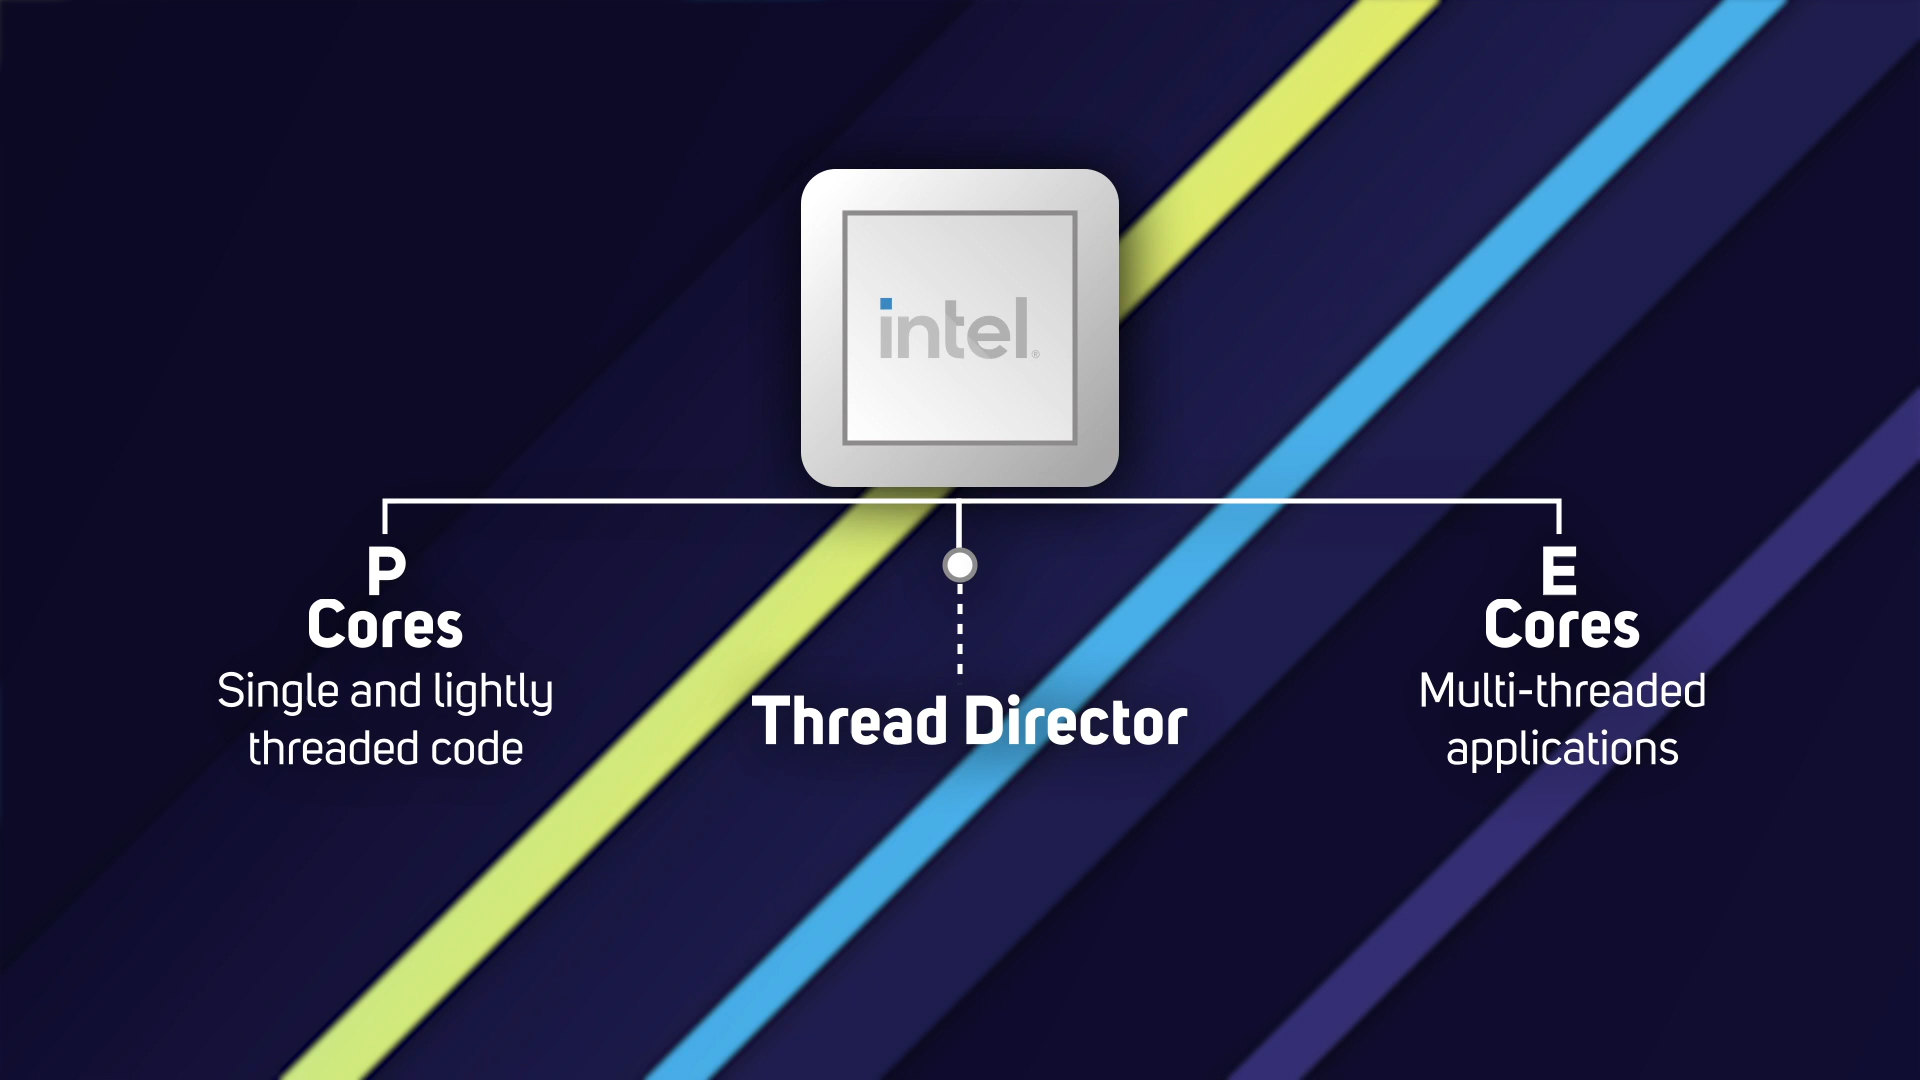 intel®
P
Cores
Single and lightly
threaded code
Thread Director
E
Cores
Multi-threaded
applications